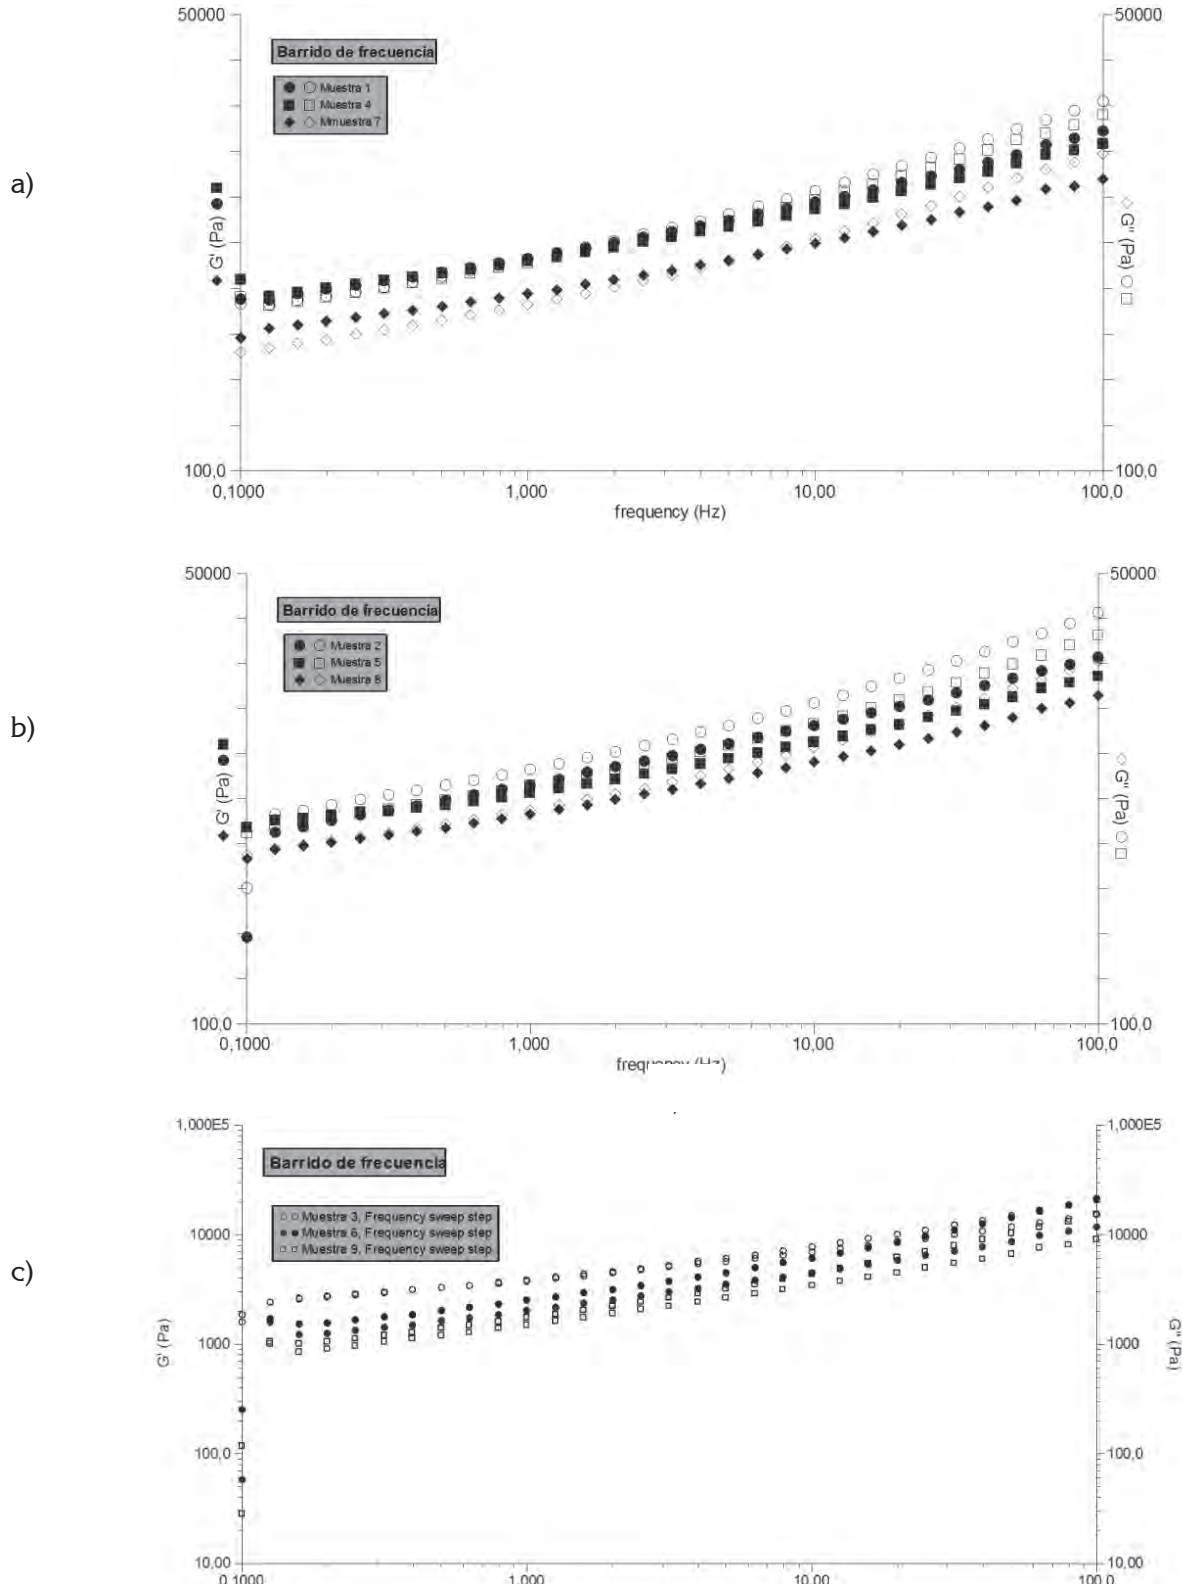 a)
50000
50000
Barrido de frecuencia
Muestra 1
Muestra 4
Mmuestra 7
G' (Pa)
G'' (Pa)
100,0
100,0
0,1000
1,000
10,00
100,0
frequency (Hz)
b)
50000
50000
Barrido de frecuencia
Muestra 2
Muestra 5
Muestra 8
G' (Pa)
G'' (Pa)
100,0
100,0
0,1000
1,000
10,00
100,0
frequency (Hz)
c)
1,000E5
1,000E5
Barrido de frecuencia
Muestra 3, Frequency sweep step
Muestra 6, Frequency sweep step
Muestra 9, Frequency sweep step
10000
10000
G' (Pa)
G'' (Pa)
1000
1000
100,0
100,0
10,00
10,00
0,1000
1,000
10,00
100,0